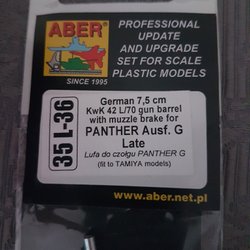 ABER
SINCE 1995
PROFESSIONAL
UPDATE
AND UPGRADE
SET FOR SCALE
PLASTIC MODELS
35 L-36
German 7,5 cm
KwK 42 L/70 gun barrel
with muzzle brake for
PANTHER Ausf. G
Late
Lufa do czołgu PANTHER G
(fit to TAMIYA models)
www.aber.net.pl